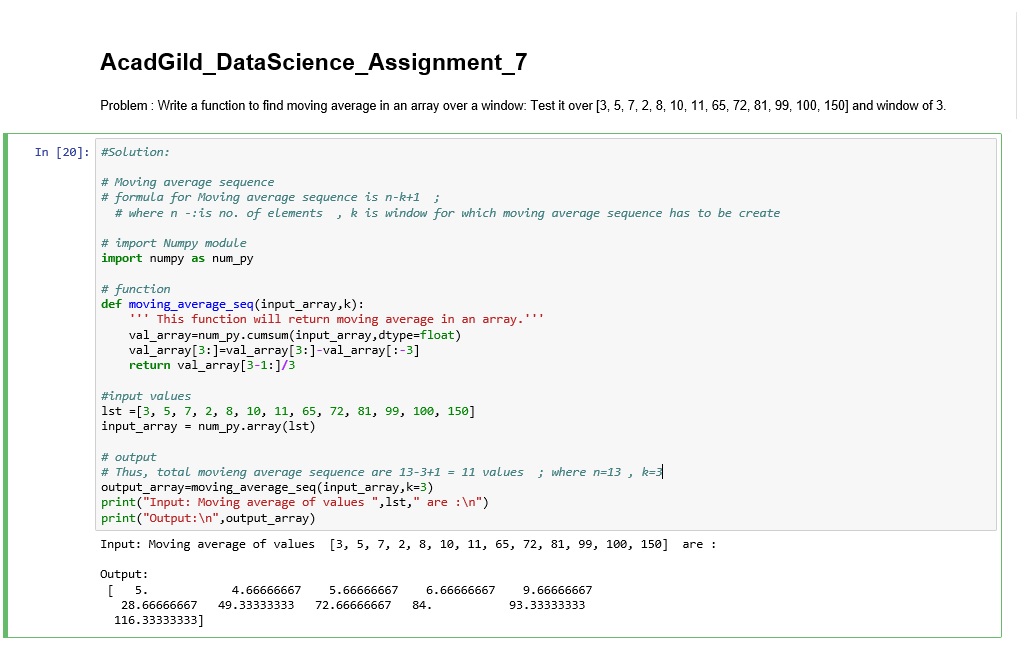 AcadGild_DataScience_Assignment_7
Problem : Write a function to find moving average in an array over a window: Test it over [3, 5, 7, 2, 8, 10, 11, 65, 72, 81, 99, 100, 150] and window of 3.
In [20]: #Solution:
# Moving average sequence
# formula for Moving average sequence is n-k+1  ;
# where n -:is no. of elements  , k is window for which moving average sequence has to be create
# import Numpy module
import numpy as num_py
# function
def moving_average_seq(input_array,k):
''' This function will return moving average in an array.'''
val_array=num_py.cumsum(input_array,dtype=float)
val_array[3:]=val_array[3:]-val_array[:-3]
return val_array[3-1:]/3
#input values
lst =[3, 5, 7, 2, 8, 10, 11, 65, 72, 81, 99, 100, 150]
input_array = num_py.array(lst)
# output
# Thus, total movieng average sequence are 13-3+1 = 11 values  ; where n=13 , k=3
output_array=moving_average_seq(input_array,k=3)
print("Input: Moving average of values ",lst," are :\n")
print("Output:\n",output_array)
Input: Moving average of values  [3, 5, 7, 2, 8, 10, 11, 65, 72, 81, 99, 100, 150]  are :
Output:
[   5.            4.66666667    5.66666667    6.66666667    9.66666667
28.66666667   49.33333333   72.66666667   84.           93.33333333
116.33333333]